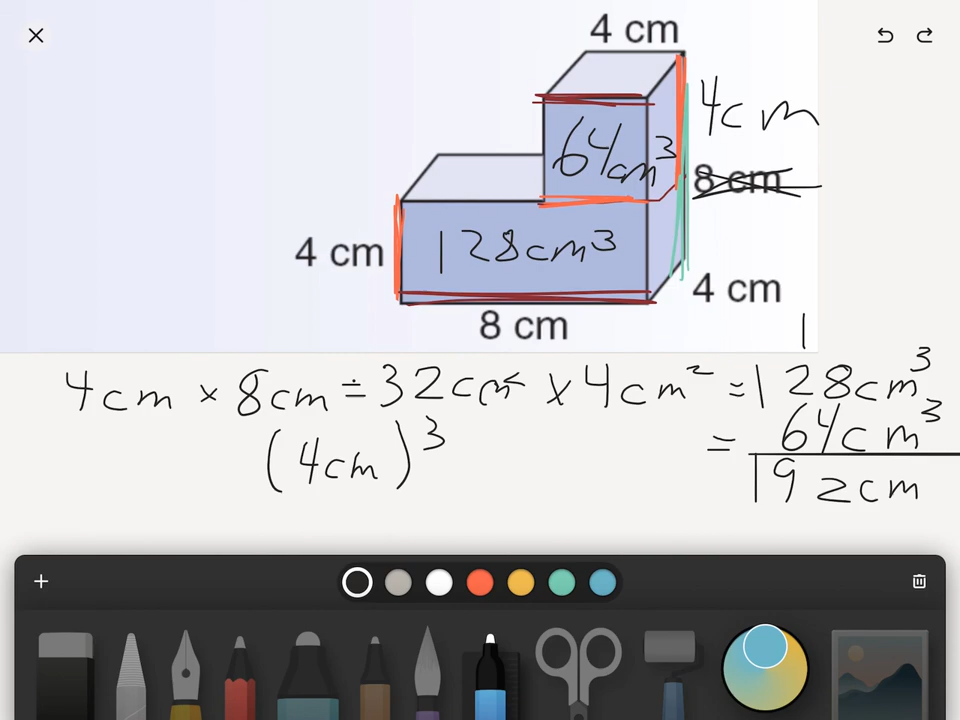 4 cm
4cm
64cm³
8 cm
4 cm
128cm³
4 cm
8 cm
1
4cm × 8cm = 32cm² × 4cm² = 128cm³
(4cm)³ = 64cm³
192cm